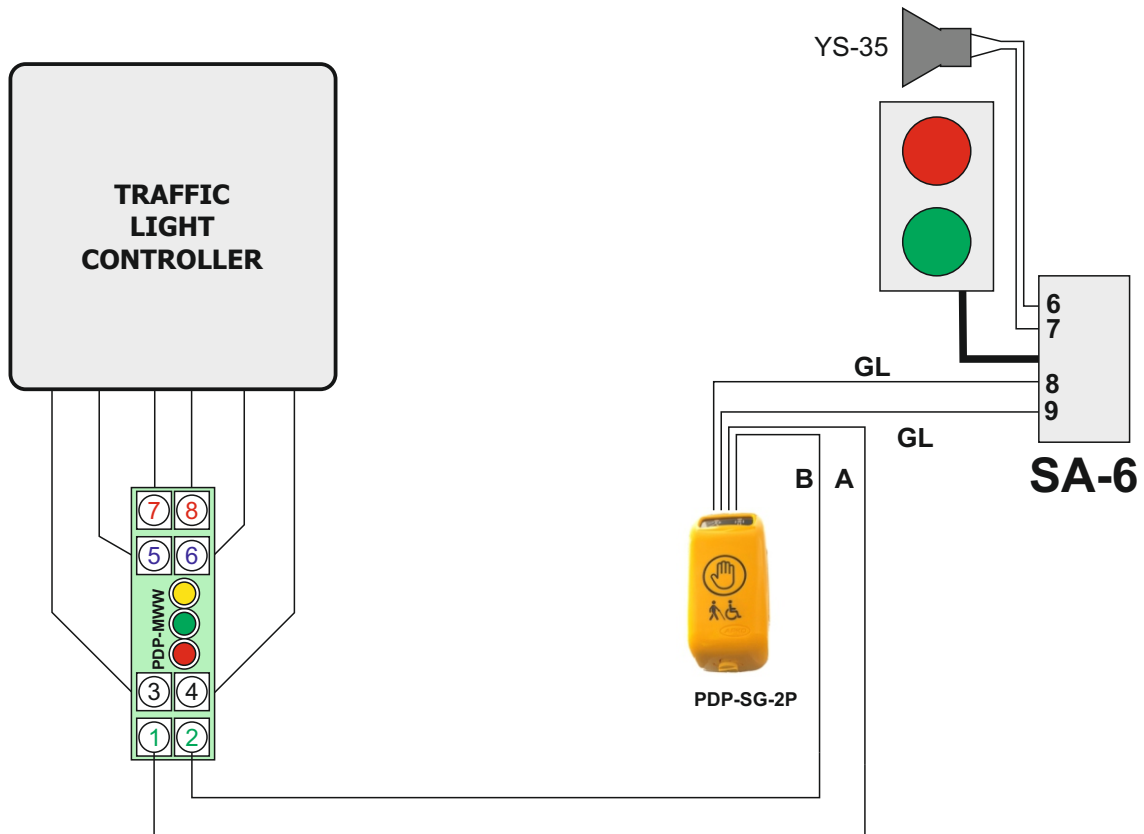 YS-35
TRAFFIC
LIGHT
CONTROLLER
6
7
GL
8
9
GL
SA-6
B A
7 8
5 6
PDP-MWW
3 4
1 2
PDP-SG-2P